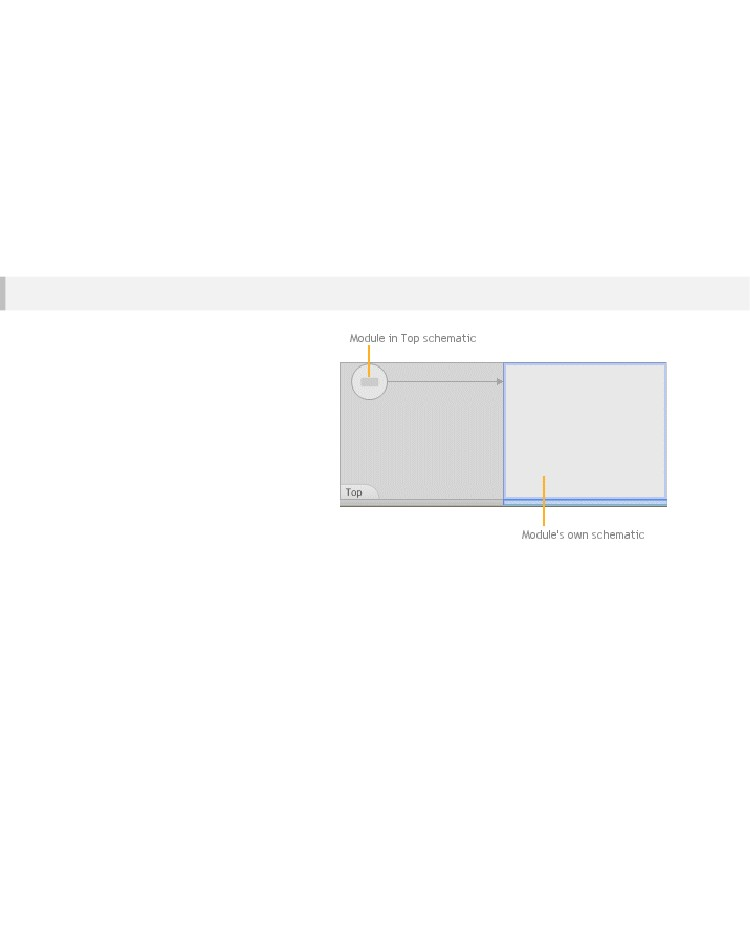 Module in Top schematic
Top
Module's own schematic